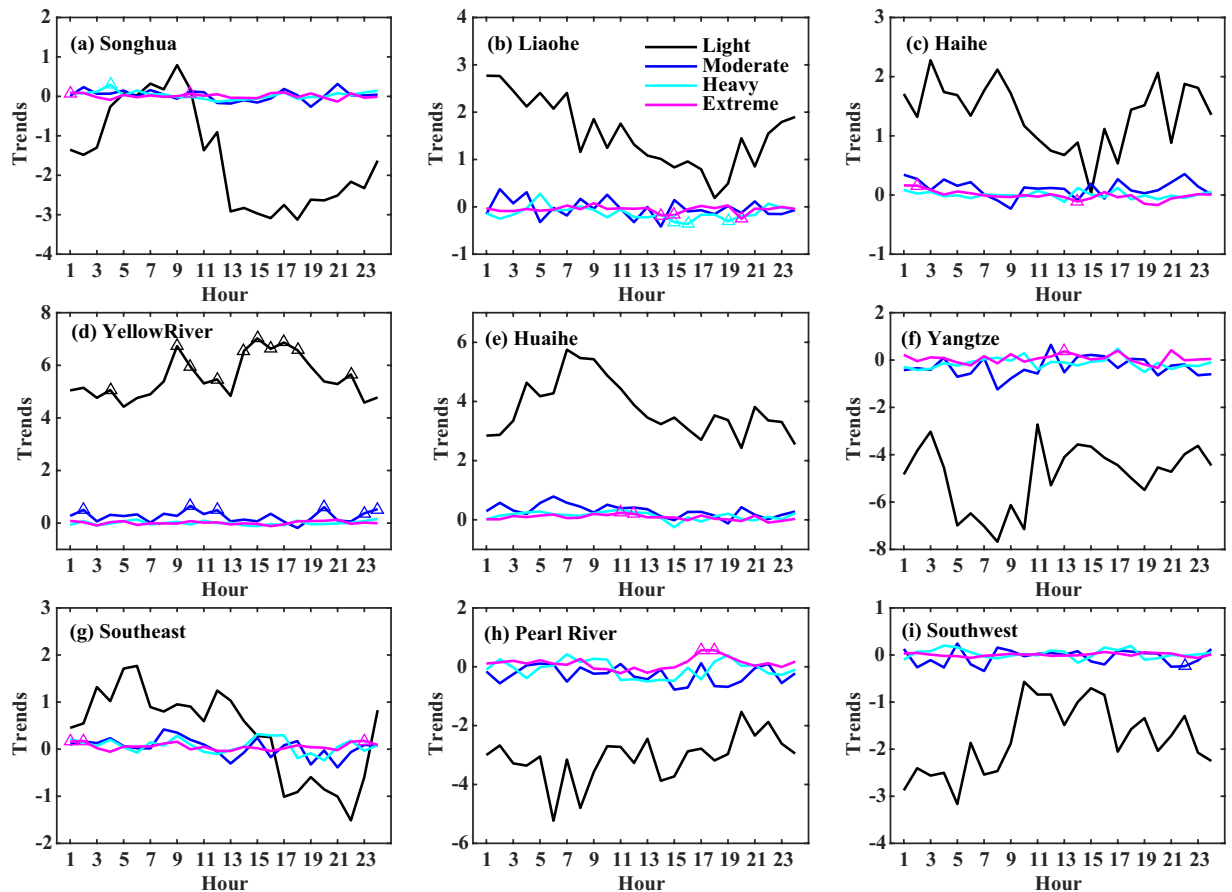 (a) Songhua
Trends
2
1
0
-1
-2
-3
-4
1 3 5 7 9 11 13 15 17 19 21 23
Hour
(b) Liaohe
Light
Moderate
Heavy
Extreme
Trends
4
3
2
1
0
-1
1 3 5 7 9 11 13 15 17 19 21 23
Hour
(c) Haihe
Trends
3
2
1
0
-1
1 3 5 7 9 11 13 15 17 19 21 23
Hour
(d) YellowRiver
Trends
8
6
4
2
0
1 3 5 7 9 11 13 15 17 19 21 23
Hour
(e) Huaihe
Trends
6
4
2
0
1 3 5 7 9 11 13 15 17 19 21 23
Hour
(f) Yangtze
Trends
2
0
-2
-4
-6
-8
1 3 5 7 9 11 13 15 17 19 21 23
Hour
(g) Southeast
Trends
3
2
1
0
-1
-2
1 3 5 7 9 11 13 15 17 19 21 23
Hour
(h) Pearl River
Trends
2
0
-2
-4
-6
1 3 5 7 9 11 13 15 17 19 21 23
Hour
(i) Southwest
Trends
1
0
-1
-2
-3
-4
1 3 5 7 9 11 13 15 17 19 21 23
Hour